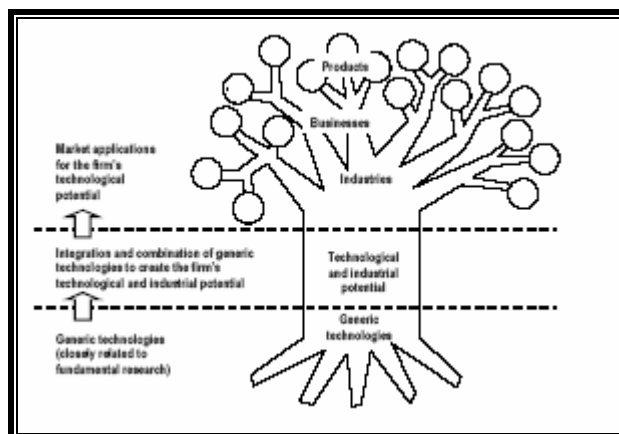 Products
Businesses
Industries
Market applications
for the firm's
technological
potential
Integration and combination of generic
technologies to create the firm's
technological and industrial potential
Technological
and industrial
potential
Generic technologies
(closely related to
fundamental research)
Generic
technologies